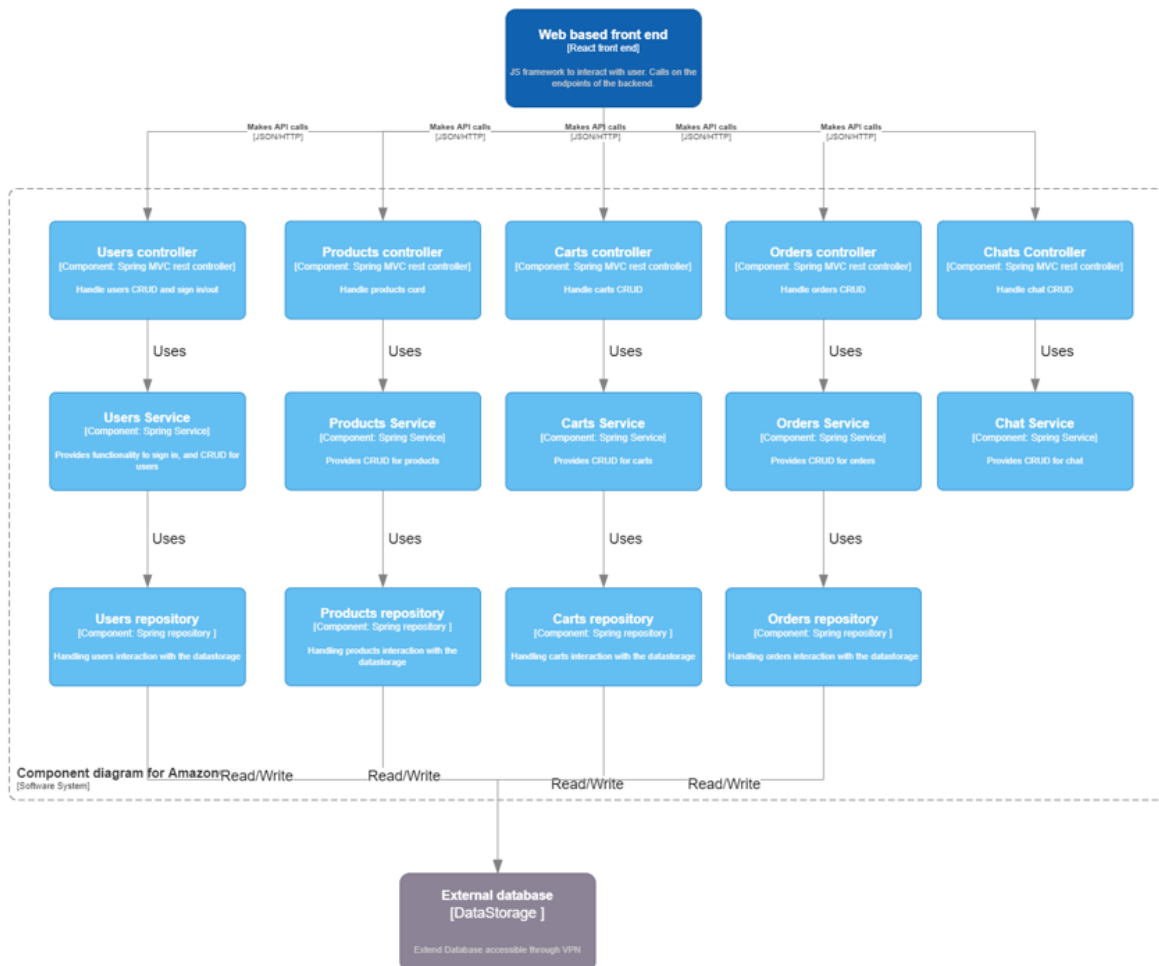 Web based front end
[React front end]
JS framework to interact with user. Calls on the
endpoints of the backend.
Makes API calls
[JSON/HTTP]
Makes API calls
[JSON/HTTP]
Makes API calls
[JSON/HTTP]
Makes API calls
[JSON/HTTP]
Makes API calls
[JSON/HTTP]
Users controller
[Component: Spring MVC rest controller]
Handle users CRUD and sign in/out
Products controller
[Component: Spring MVC rest controller]
Handle products curd
Carts controller
[Component: Spring MVC rest controller]
Handle carts CRUD
Orders controller
[Component: Spring MVC rest controller]
Handle orders CRUD
Chats Controller
[Component: Spring MVC rest controller]
Handle chat CRUD
Uses
Uses
Uses
Uses
Uses
Users Service
[Component: Spring Service]
Provides functionality to sign in, and CRUD for
users
Products Service
[Component: Spring Service]
Provides CRUD for products
Carts Service
[Component: Spring Service]
Provides CRUD for carts
Orders Service
[Component: Spring Service]
Provides CRUD for orders
Chat Service
[Component: Spring Service]
Provides CRUD for chat
Uses
Uses
Uses
Uses
Users repository
[Component: Spring repository ]
Handling users interaction with the datastorage
Products repository
[Component: Spring repository ]
Handling products interaction with the
datastorage
Carts repository
[Component: Spring repository ]
Handling carts interaction with the datastorage
Orders repository
[Component: Spring repository ]
Handling orders interaction with the datastorage
Component diagram for Amazon
[Software System]
Read/Write
Read/Write
Read/Write
Read/Write
External database
[DataStorage ]
Extend Database accessible through VPN